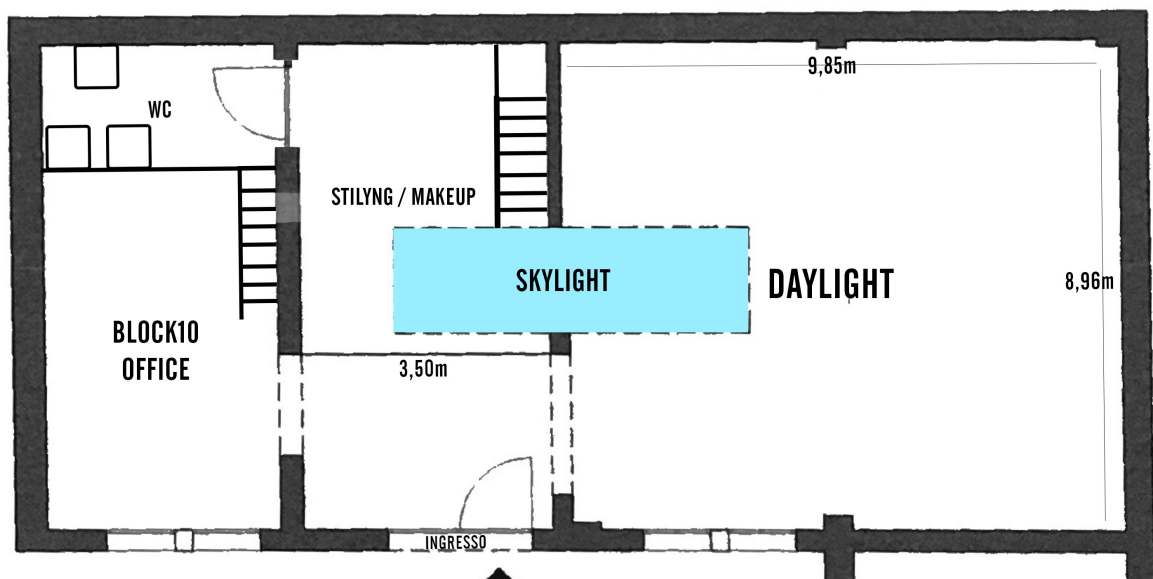 9,85m
WC
STILYNG / MAKEUP
SKYLIGHT
DAYLIGHT
8,96m
BLOCK10
OFFICE
3,50m
INGRESSO